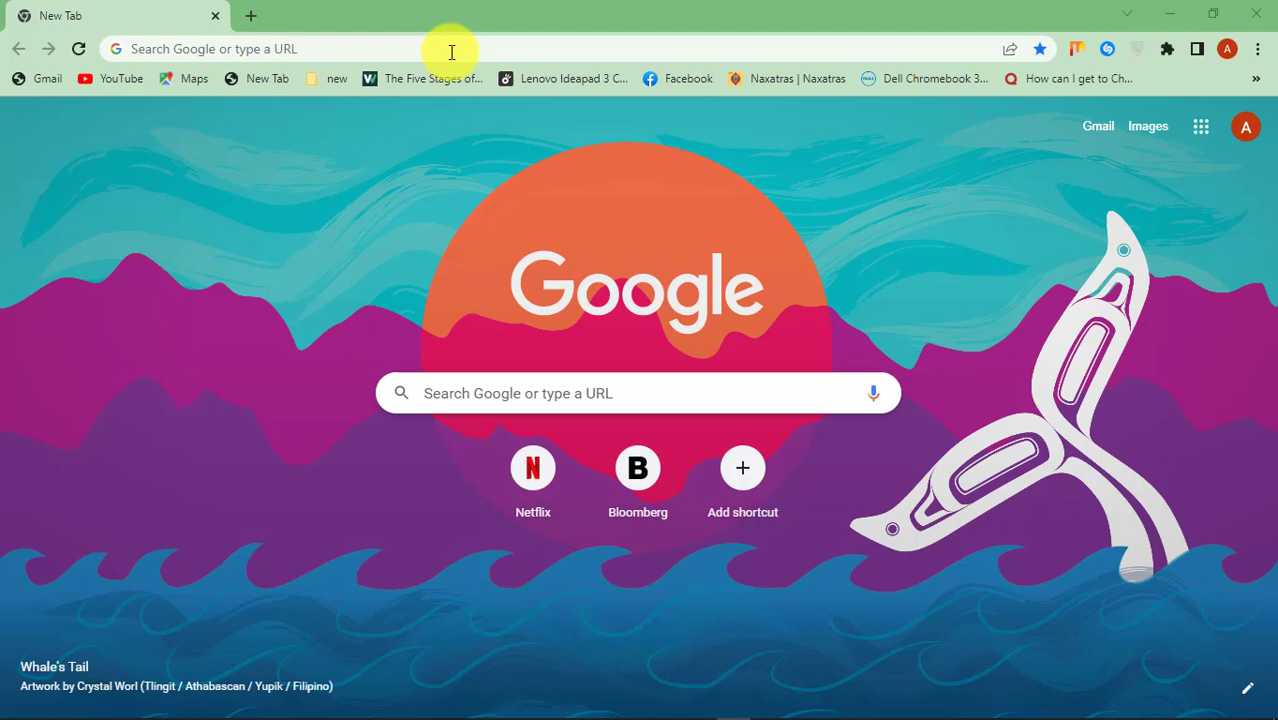 New Tab
Search Google or type a URL
A
Gmail YouTube Maps New Tab new The Five Stages of... Lenovo Ideapad 3 C... Facebook Naxatras | Naxatras Dell Chromebook 3... How can I get to Ch... »
Gmail Images A
Google
Search Google or type a URL
N B
Netflix Bloomberg Add shortcut
Whale's Tail
Artwork by Crystal Worl (Tlingit / Athabascan / Yupik / Filipino)